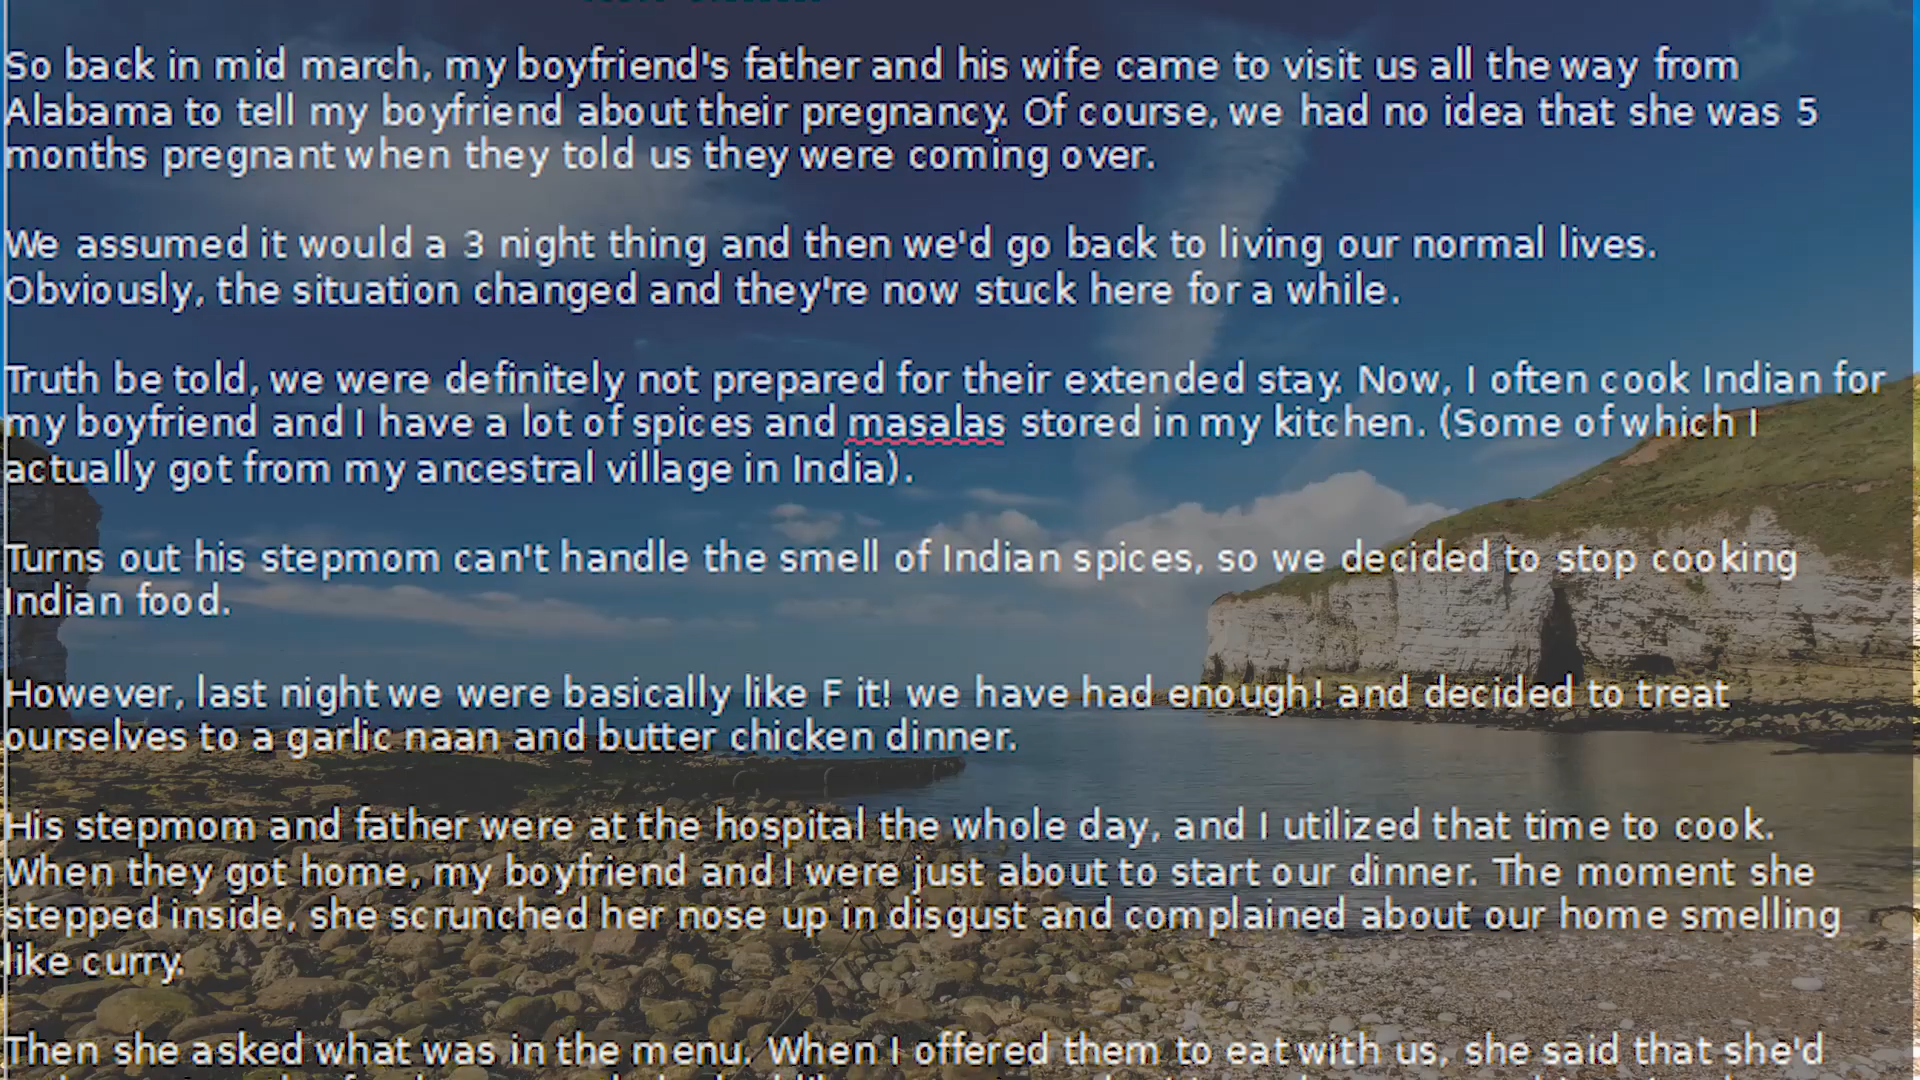 So back in mid march, my boyfriend's father and his wife came to visit us all the way from
Alabama to tell my boyfriend about their pregnancy. Of course, we had no idea that she was 5
months pregnant when they told us they were coming over.
We assumed it would a 3 night thing and then we'd go back to living our normal lives.
Obviously, the situation changed and they're now stuck here for a while.
Truth be told, we were definitely not prepared for their extended stay. Now, I often cook Indian for
my boyfriend and I have a lot of spices and masalas stored in my kitchen. (Some of which I
actually got from my ancestral village in India).
Turns out his stepmom can't handle the smell of Indian spices, so we decided to stop cooking
Indian food.
However, last night we were basically like F it! we have had enough! and decided to treat
ourselves to a garlic naan and butter chicken dinner.
His stepmom and father were at the hospital the whole day, and I utilized that time to cook.
When they got home, my boyfriend and I were just about to start our dinner. The moment she
stepped inside, she scrunched her nose up in disgust and complained about our home smelling
like curry.
Then she asked what was in the menu. When I offered them to eat with us, she said that she'd